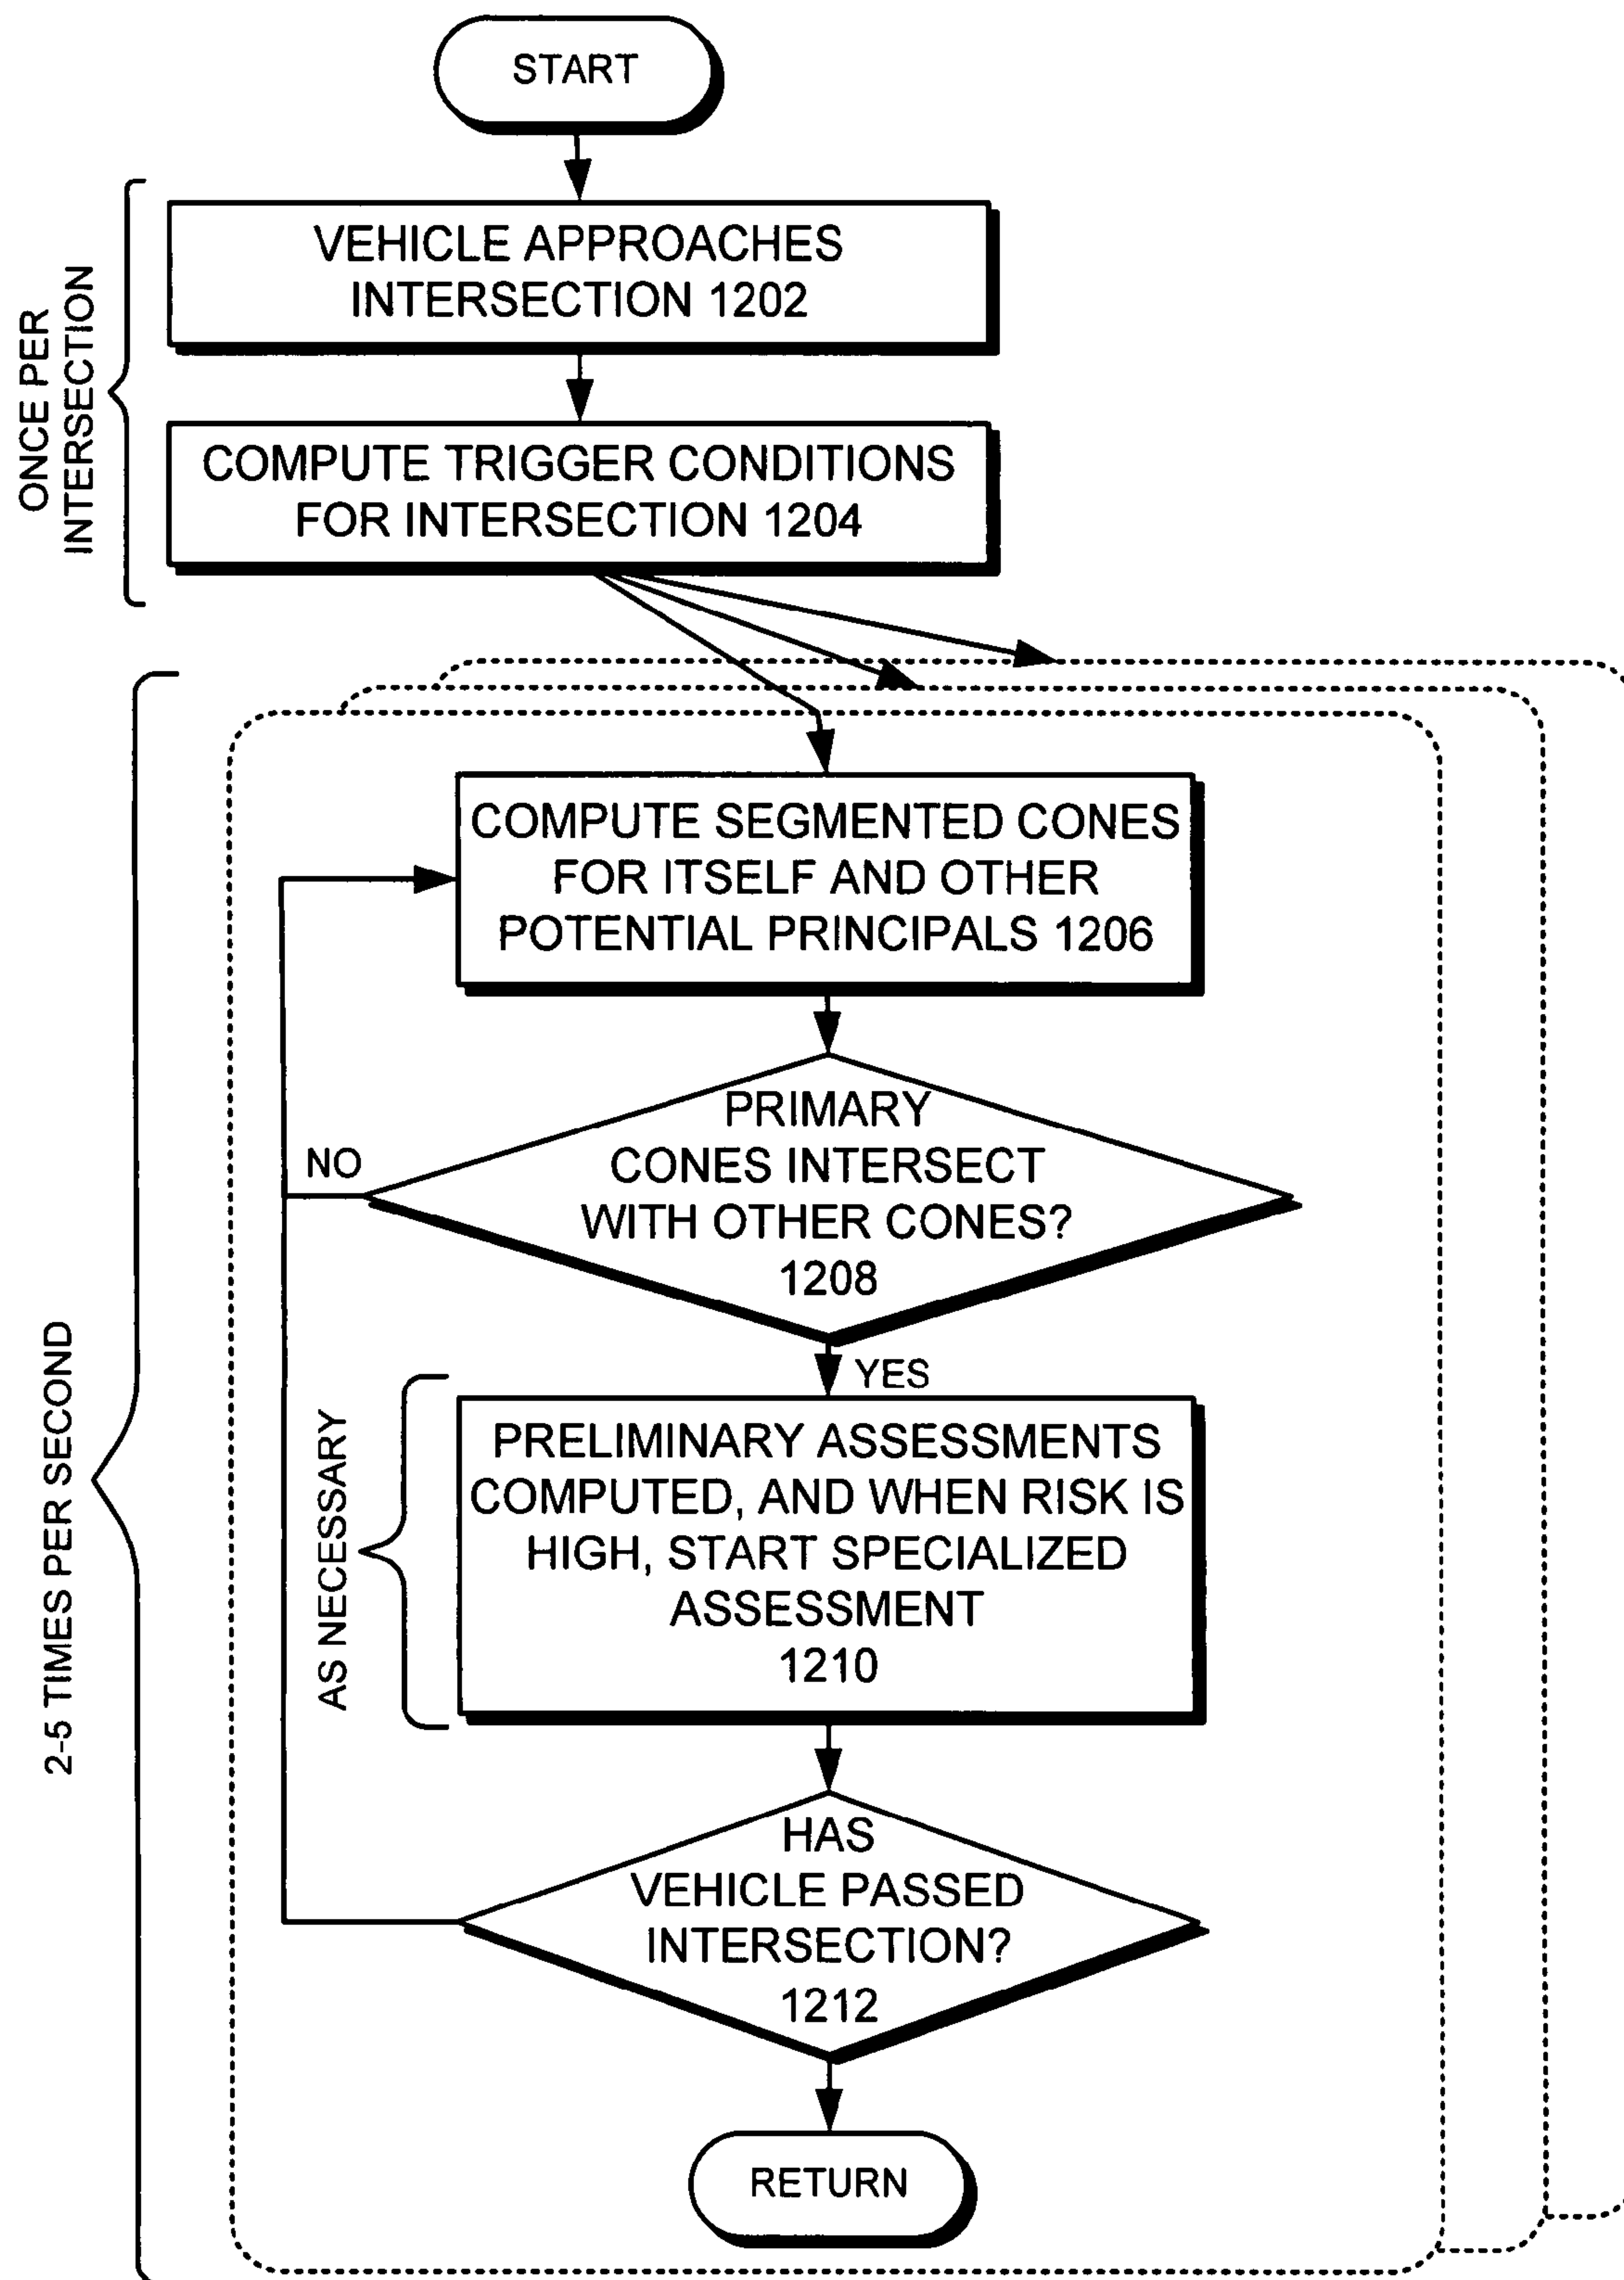 START
VEHICLE APPROACHES
INTERSECTION 1202
ONCE PER
INTERSECTION
COMPUTE TRIGGER CONDITIONS
FOR INTERSECTION 1204
COMPUTE SEGMENTED CONES
FOR ITSELF AND OTHER
POTENTIAL PRINCIPALS 1206
PRIMARY
CONES INTERSECT
WITH OTHER CONES?
1208
NO
YES
2-5 TIMES PER SECOND
AS NECESSARY
PRELIMINARY ASSESSMENTS
COMPUTED, AND WHEN RISK IS
HIGH, START SPECIALIZED
ASSESSMENT
1210
HAS
VEHICLE PASSED
INTERSECTION?
1212
RETURN